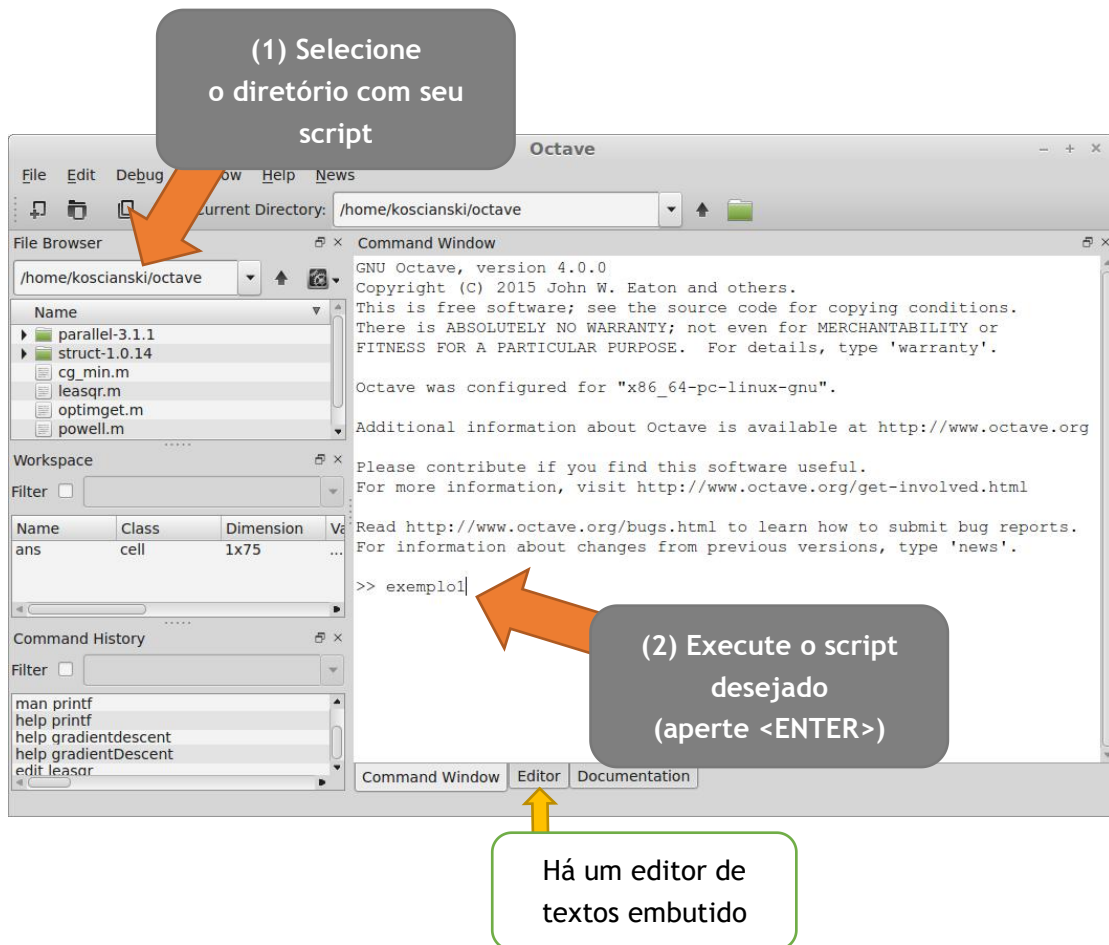 (1) Selecione
o diretório com seu
script
Octave
File Edit Debug ow Help News
Current Directory: /home/koscianski/octave
File Browser
/home/koscianski/octave
Name
parallel-3.1.1
struct-1.0.14
cg_min.m
leasqr.m
optimget.m
powell.m
Workspace
Filter
Name Class Dimension Va
ans cell 1x75 ...
Command History
Filter
man printf
help printf
help gradientdescent
help gradientDescent
edit leasqr
Command Window
GNU Octave, version 4.0.0
Copyright (C) 2015 John W. Eaton and others.
This is free software; see the source code for copying conditions.
There is ABSOLUTELY NO WARRANTY; not even for MERCHANTABILITY or
FITNESS FOR A PARTICULAR PURPOSE. For details, type 'warranty'.
Octave was configured for "x86_64-pc-linux-gnu".
Additional information about Octave is available at http://www.octave.org
Please contribute if you find this software useful.
For more information, visit http://www.octave.org/get-involved.html
Read http://www.octave.org/bugs.html to learn how to submit bug reports.
For information about changes from previous versions, type 'news'.
>> exemplo1
(2) Execute o script
desejado
(aperte <ENTER>)
Command Window Editor Documentation
Há um editor de
textos embutido